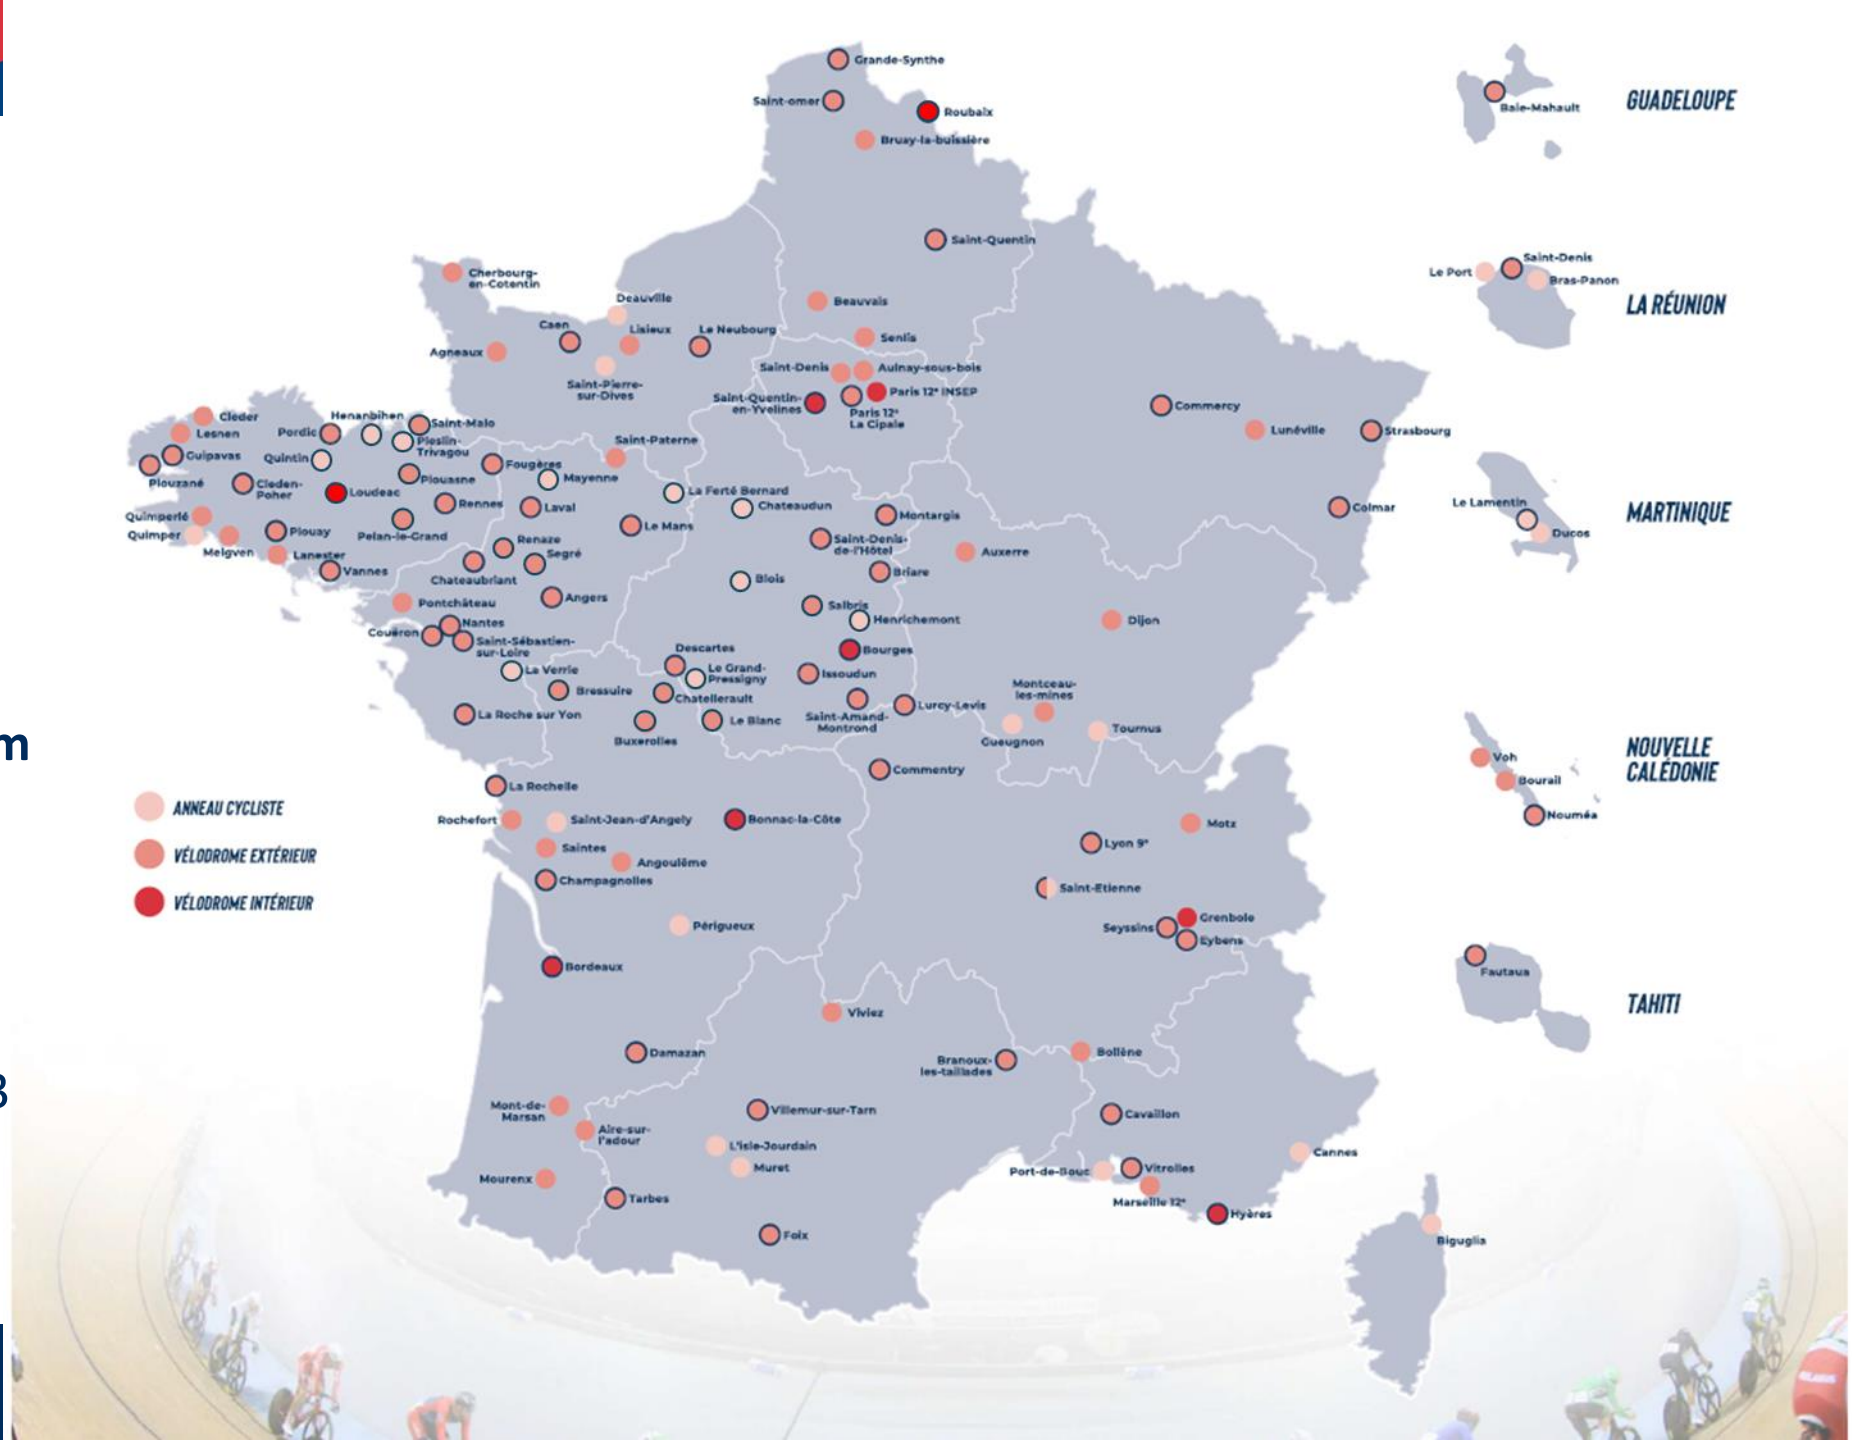 Grande-Synthe
Saint-omer
Roubaix
Bruay-la-buissière
Saint-Quentin
Cherbourg-
en-Cotentin
Deauville
Beauvais
Caen
Lisieux
Le Neubourg
Senlis
Agneaux
Saint-Denis
Aulnay-sous-bois
Saint-Pierre-
sur-Dives
Saint-Quentin-
en-Yvelines
Paris 12e INSEP
Paris 12e
La Cipale
Commercy
Lunéville
Strasbourg
Colmar
Cleder
Lesnen
Guipavas
Plouzané
Henanbihen
Saint-Malo
Pordic
Pleslin-
Trivagou
Quintin
Cleden-
Poher
Loudeac
Plouasne
Fougères
Saint-Paterne
Mayenne
La Ferté Bernard
Chateaudun
Rennes
Laval
Le Mans
Montargis
Quimperlé
Quimper
Melgven
Plouay
Pelan-le-Grand
Lanester
Vannes
Renaze
Segré
Chateaubriant
Saint-Denis-
de-l'Hôtel
Auxerre
Briare
Blois
Angers
Pontchâteau
Salbris
Henrichemont
Dijon
Couëron
Nantes
Saint-Sébastien-
sur-Loire
Bourges
Descartes
La Verrie
Le Grand-
Pressigny
Issoudun
Bressuire
Chatellerault
Montceau-
les-mines
La Roche sur Yon
Buxerolles
Le Blanc
Saint-Amand-
Montrond
Lurcy-Levis
Gueugnon
Tournus
m
Commentry
La Rochelle
Rochefort
Saint-Jean-d'Angely
Bonnac-la-Côte
Motz
Lyon 9e
Saintes
Angoulême
Champagnolles
Saint-Etienne
Périgueux
Grenbole
Seyssins
Eybens
Bordeaux
Viviez
Damazan
Branoux-
les-taillades
Bollène
Mont-de-
Marsan
Aire-sur-
l'adour
Villemur-sur-Tarn
Cavaillon
L'isle-Jourdain
Muret
Cannes
Mourenx
Port-de-Bouc
Vitrolles
Tarbes
Marseille 12e
Hyères
Foix
Biguglia
ANNEAU CYCLISTE
VÉLODROME EXTÉRIEUR
VÉLODROME INTÉRIEUR
Baie-Mahault
GUADELOUPE
Le Port
Saint-Denis
Bras-Panon
LA RÉUNION
Le Lamentin
Ducos
MARTINIQUE
Voh
Bourail
Nouméa
NOUVELLE
CALÉDONIE
Fautaua
TAHITI